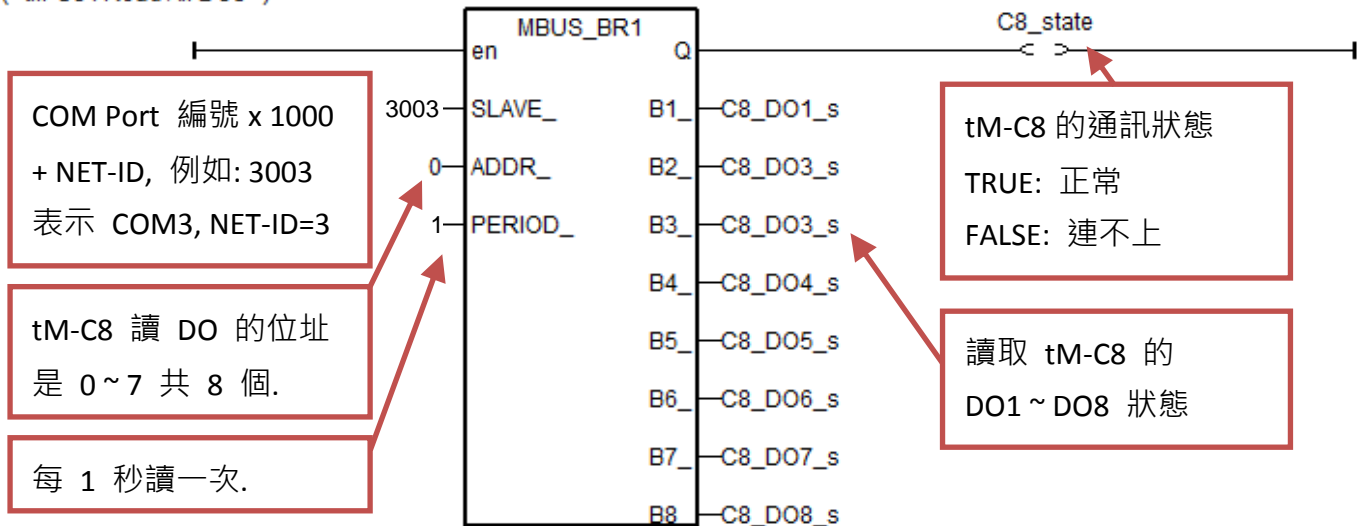 MBUS_BR1
C8_state
en
Q
3003
SLAVE_
B1_
C8_DO1_s
0
ADDR_
B2_
C8_DO3_s
1
PERIOD_
B3_
C8_DO3_s
B4_
C8_DO4_s
B5_
C8_DO5_s
B6_
C8_DO6_s
B7_
C8_DO7_s
B8
C8_DO8_s
COM Port 編號 x 1000
+ NET-ID, 例如: 3003
表示 COM3, NET-ID=3
tM-C8 讀 DO 的位址
是 0 ~ 7 共 8 個.
每 1 秒讀一次.
tM-C8 的通訊狀態
TRUE: 正常
FALSE: 連不上
讀取 tM-C8 的
DO1 ~ DO8 狀態